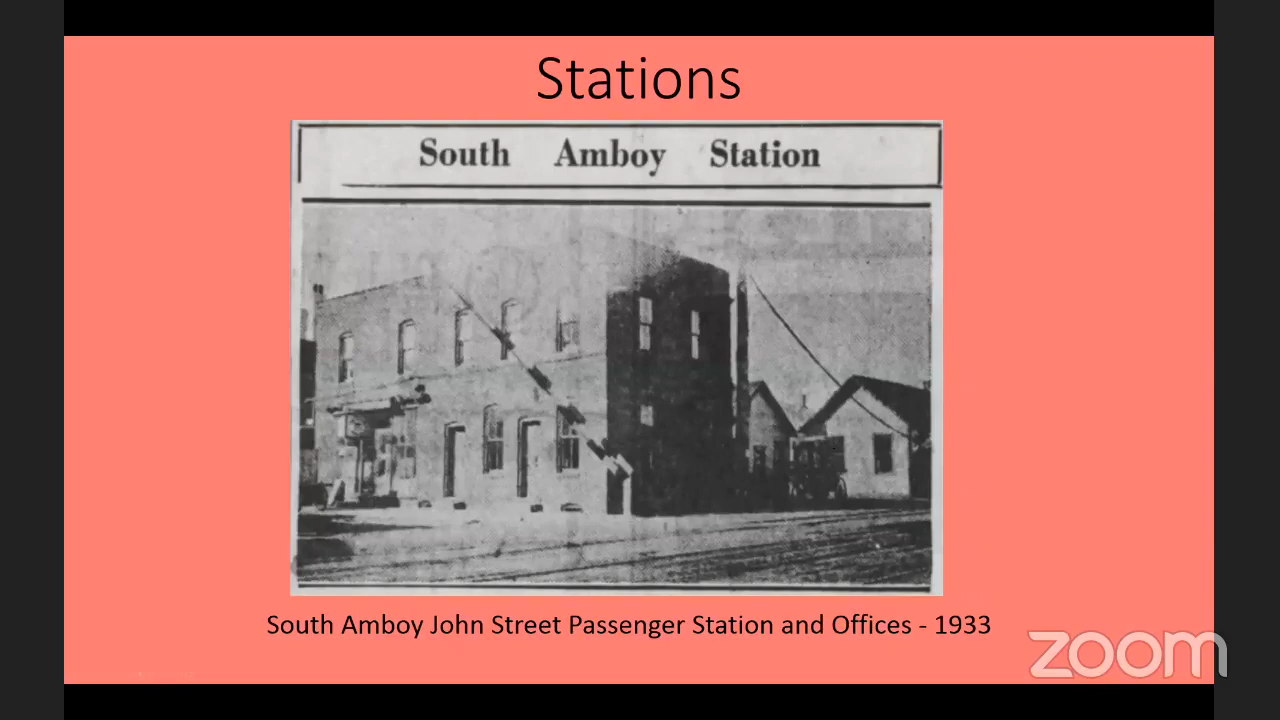 Stations
South Amboy Station
South Amboy John Street Passenger Station and Offices - 1933
zoom